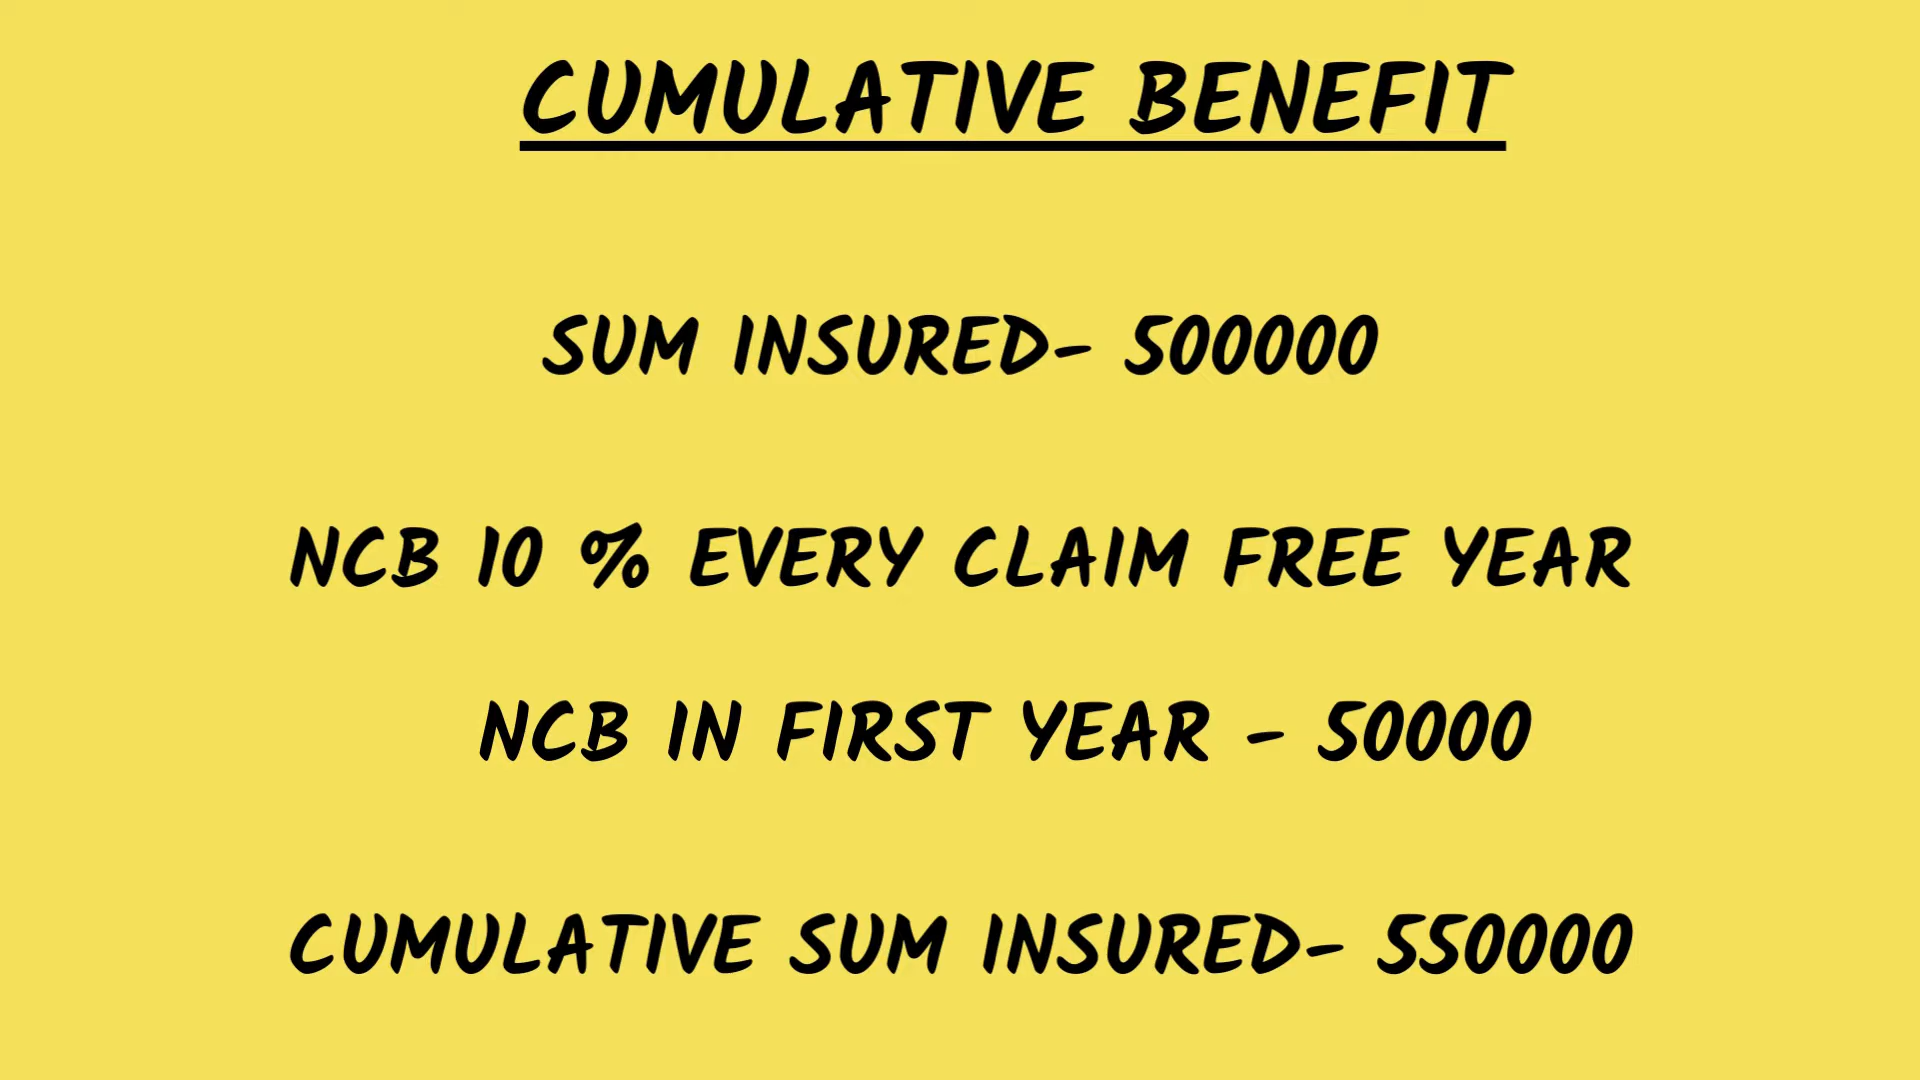 CUMULATIVE BENEFIT
SUM INSURED- 500000
NCB 10 % EVERY CLAIM FREE YEAR
NCB IN FIRST YEAR - 50000
CUMULATIVE SUM INSURED- 550000